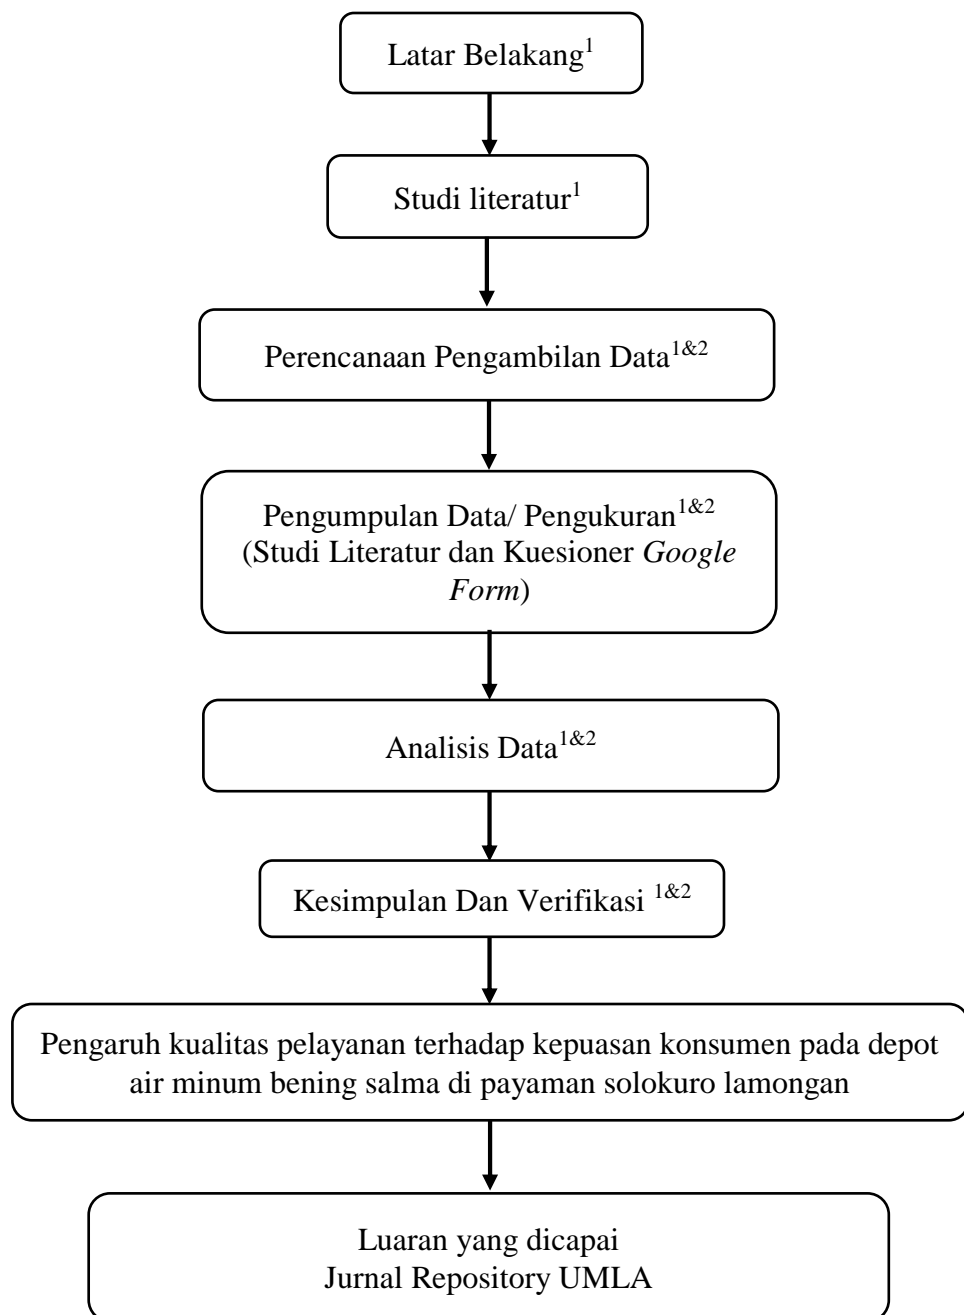 Latar Belakang¹
Studi literatur¹
Perencanaan Pengambilan Data¹&²
Pengumpulan Data/ Pengukuran¹&²
(Studi Literatur dan Kuesioner Google
Form)
Analisis Data¹&²
Kesimpulan Dan Verifikasi ¹&²
Pengaruh kualitas pelayanan terhadap kepuasan konsumen pada depot
air minum bening salma di payaman solokuro lamongan
Luaran yang dicapai
Jurnal Repository UMLA